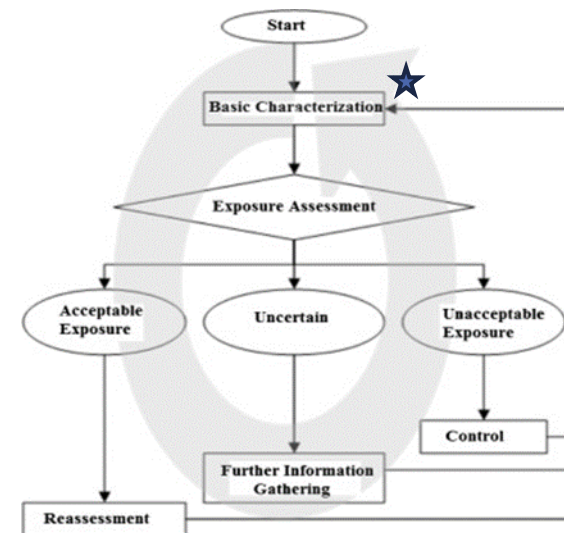 Start
Basic Characterization
Exposure Assessment
Acceptable
Exposure
Uncertain
Unacceptable
Exposure
Control
Further Information
Gathering
Reassessment